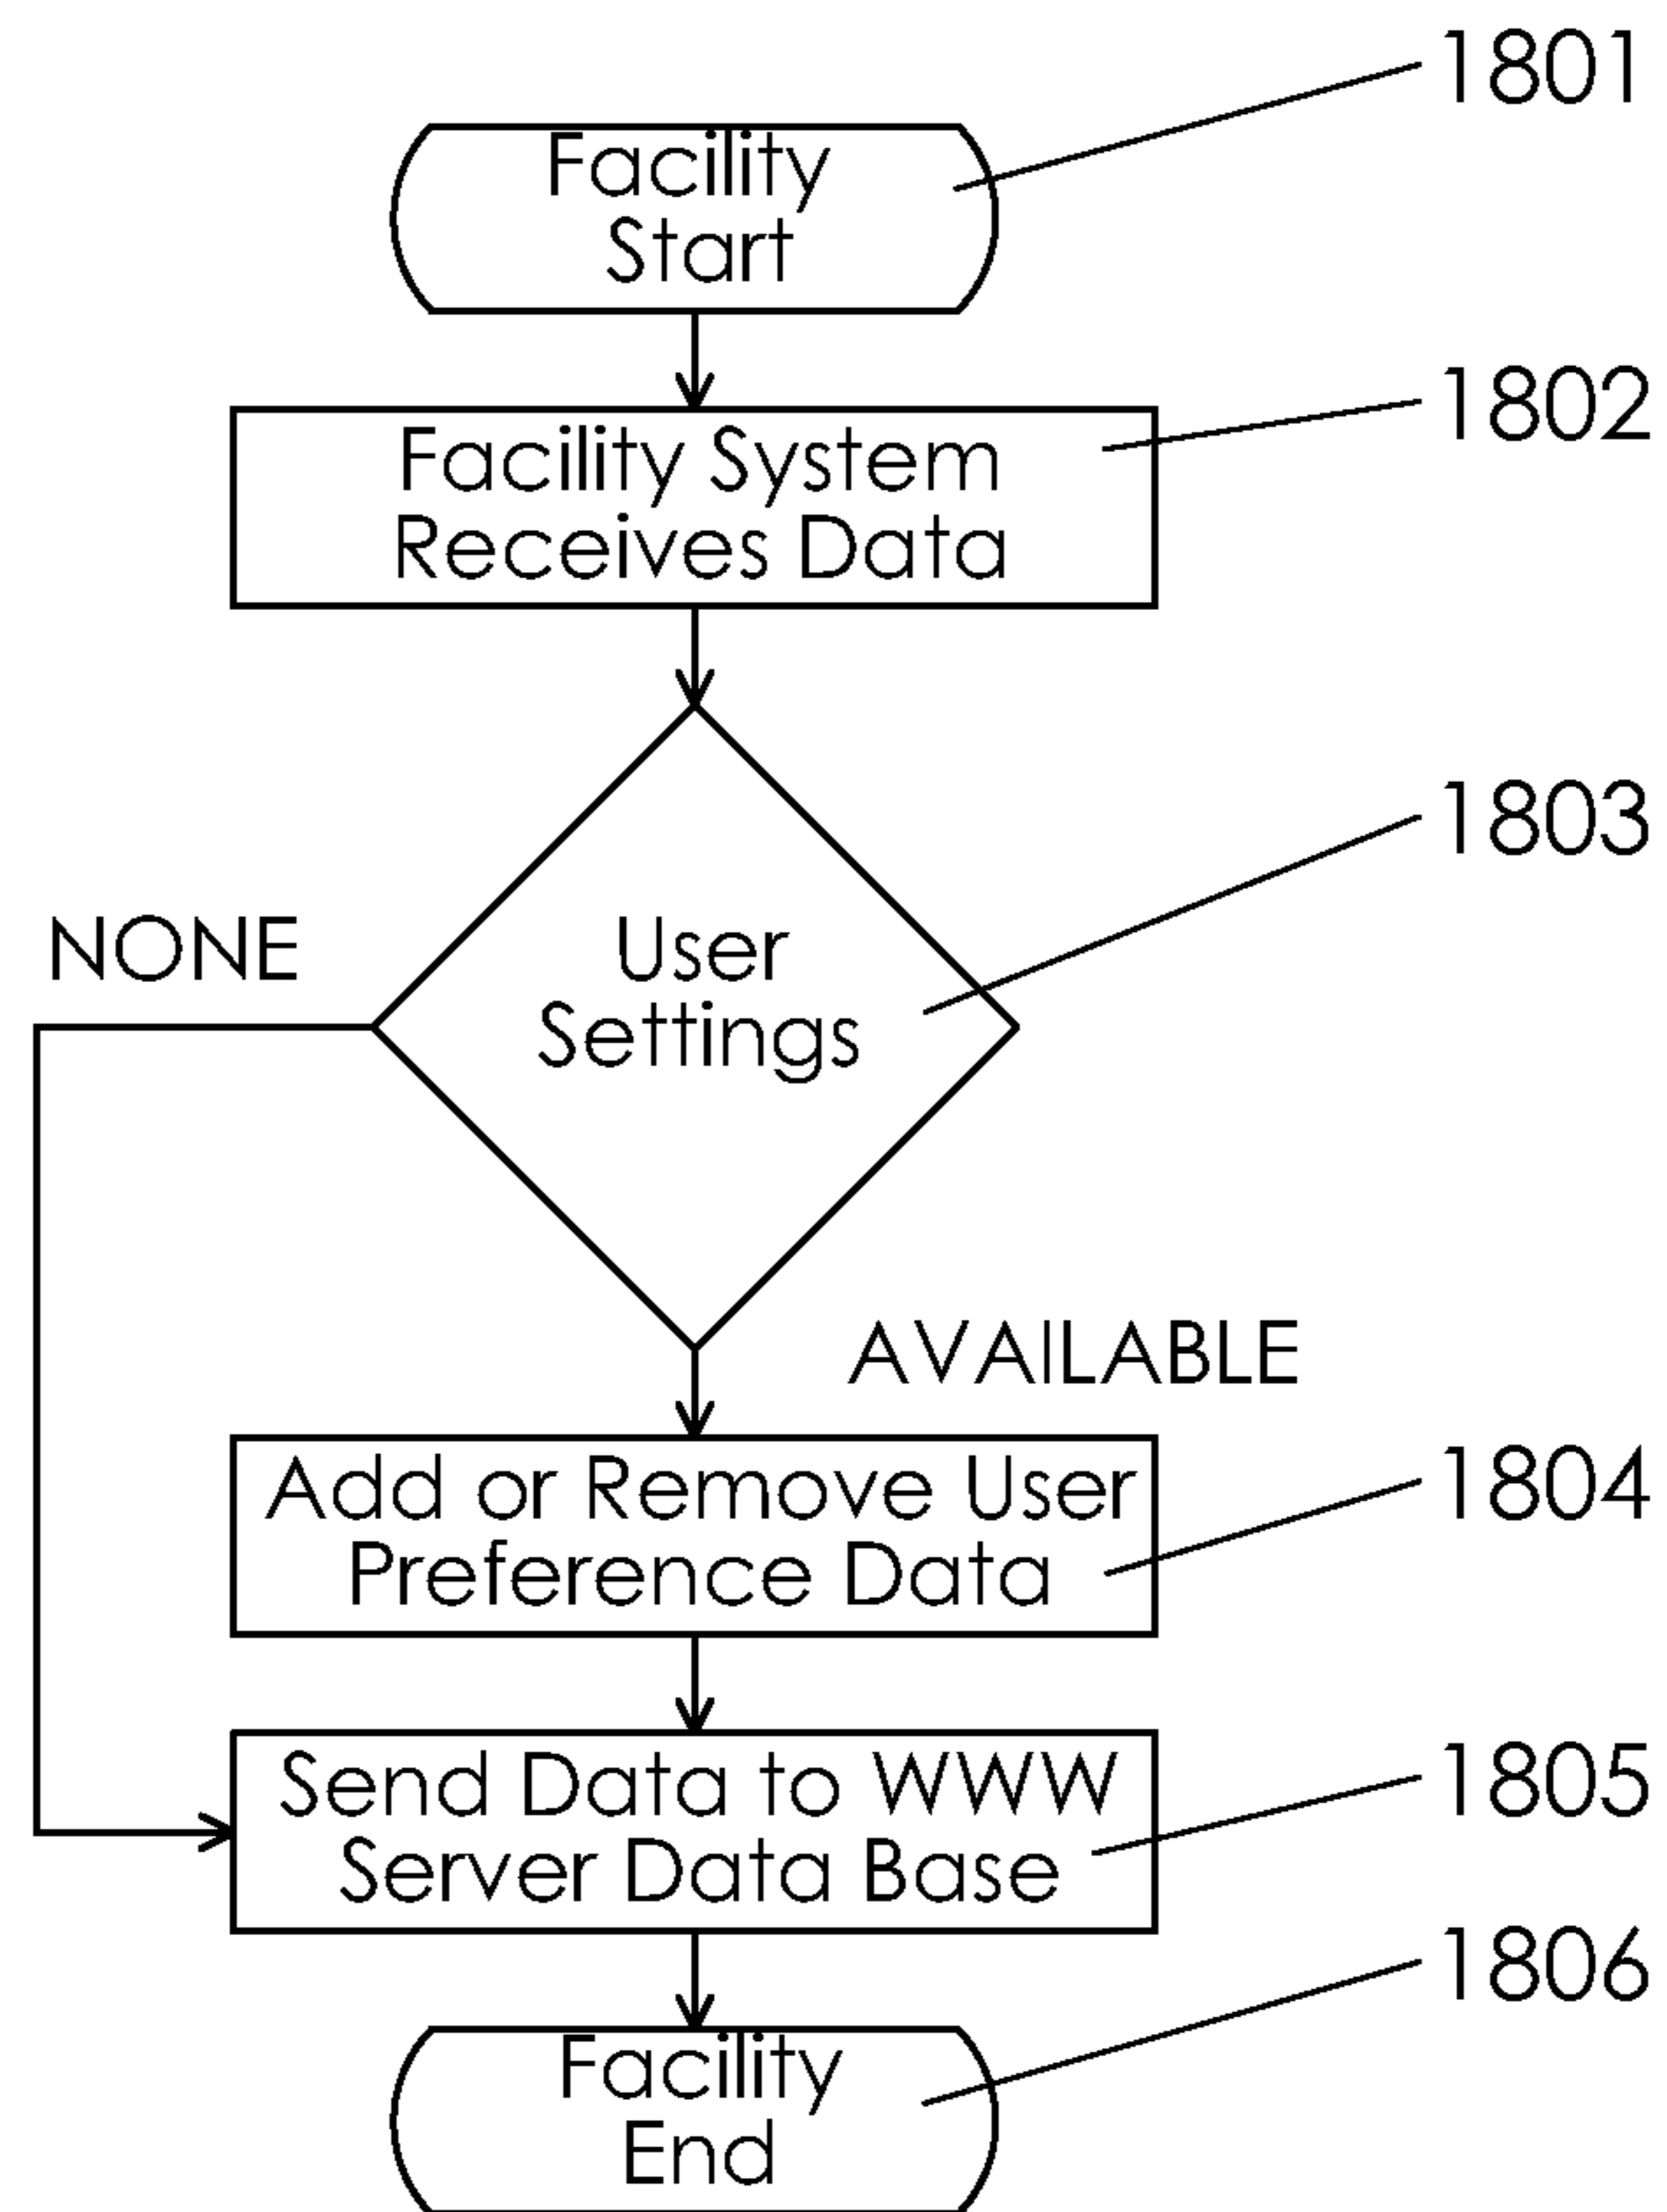 1801
Facility
Start
1802
Facility System
Receives Data
1803
NONE
User
Settings
AVAILABLE
Add or Remove User
Preference Data
1804
Send Data to WWW
Server Data Base
1805
1806
Facility
End